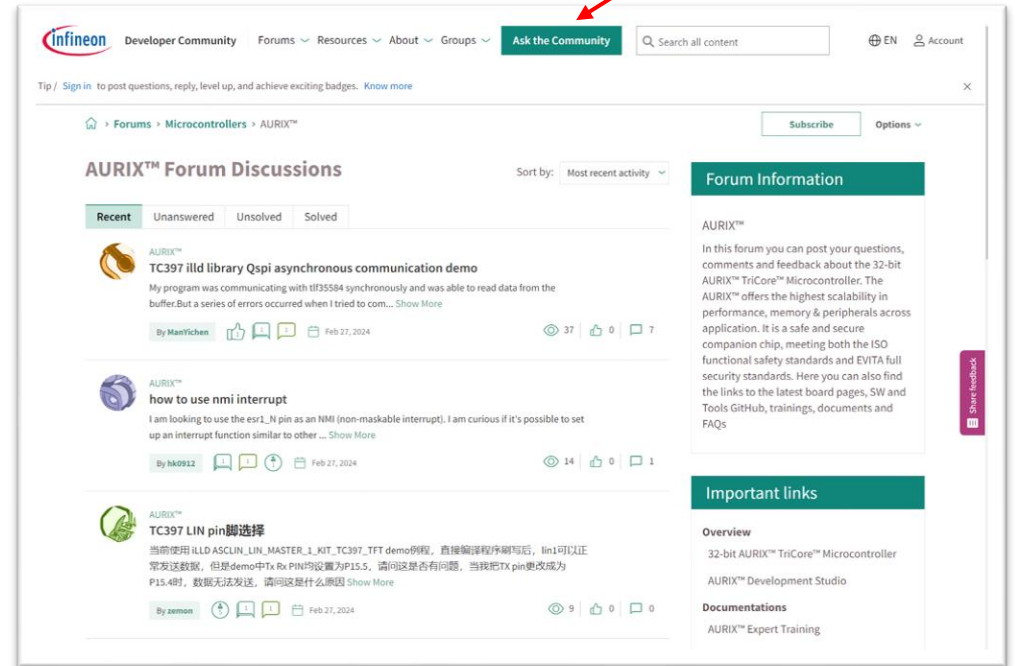 infineon Developer Community Forums Resources About Groups Ask the Community Search all content EN Account
Tip / Sign in to post questions, reply, level up, and achieve exciting badges. Know more
Forums > Microcontrollers > AURIX™ Subscribe Options
AURIX™ Forum Discussions
Sort by: Most recent activity
Recent Unanswered Unsolved Solved
AURIX™
TC397 illd library Qspi asynchronous communication demo
My program was communicating with tlf35584 synchronously and was able to read data from the
buffer.But a series of errors occurred when I tried to com... Show More
By ManYichen Feb 27, 2024 37 0 7
AURIX™
how to use nmi interrupt
I am looking to use the esr1_N pin as an NMI (non-maskable interrupt). I am curious if it's possible to set
up an interrupt function similar to other ... Show More
By hk0912 Feb 27, 2024 14 0 1
AURIX™
TC397 LIN pin脚选择
当前使用 iLLD ASCLIN_LIN_MASTER_1_KIT_TC397_TFT demo例程，直接编译程序刷写后，lin1可以正
常发送数据，但是demo中Tx Rx PIN均设置为P15.5，请问这是否有问题，当我把TX pin更改成为
P15.4时，数据无法发送，请问这是什么原因 Show More
By zemon Feb 27, 2024 9 0 0
Forum Information
AURIX™
In this forum you can post your questions,
comments and feedback about the 32-bit
AURIX™ TriCore™ Microcontroller. The
AURIX™ offers the highest scalability in
performance, memory & peripherals across
application. It is a safe and secure
companion chip, meeting both the ISO
functional safety standards and EVITA full
security standards. Here you can also find
the links to the latest board pages, SW and
Tools GitHub, trainings, documents and
FAQs
Important links
Overview
32-bit AURIX™ TriCore™ Microcontroller
AURIX™ Development Studio
Documentations
AURIX™ Expert Training
Share feedback